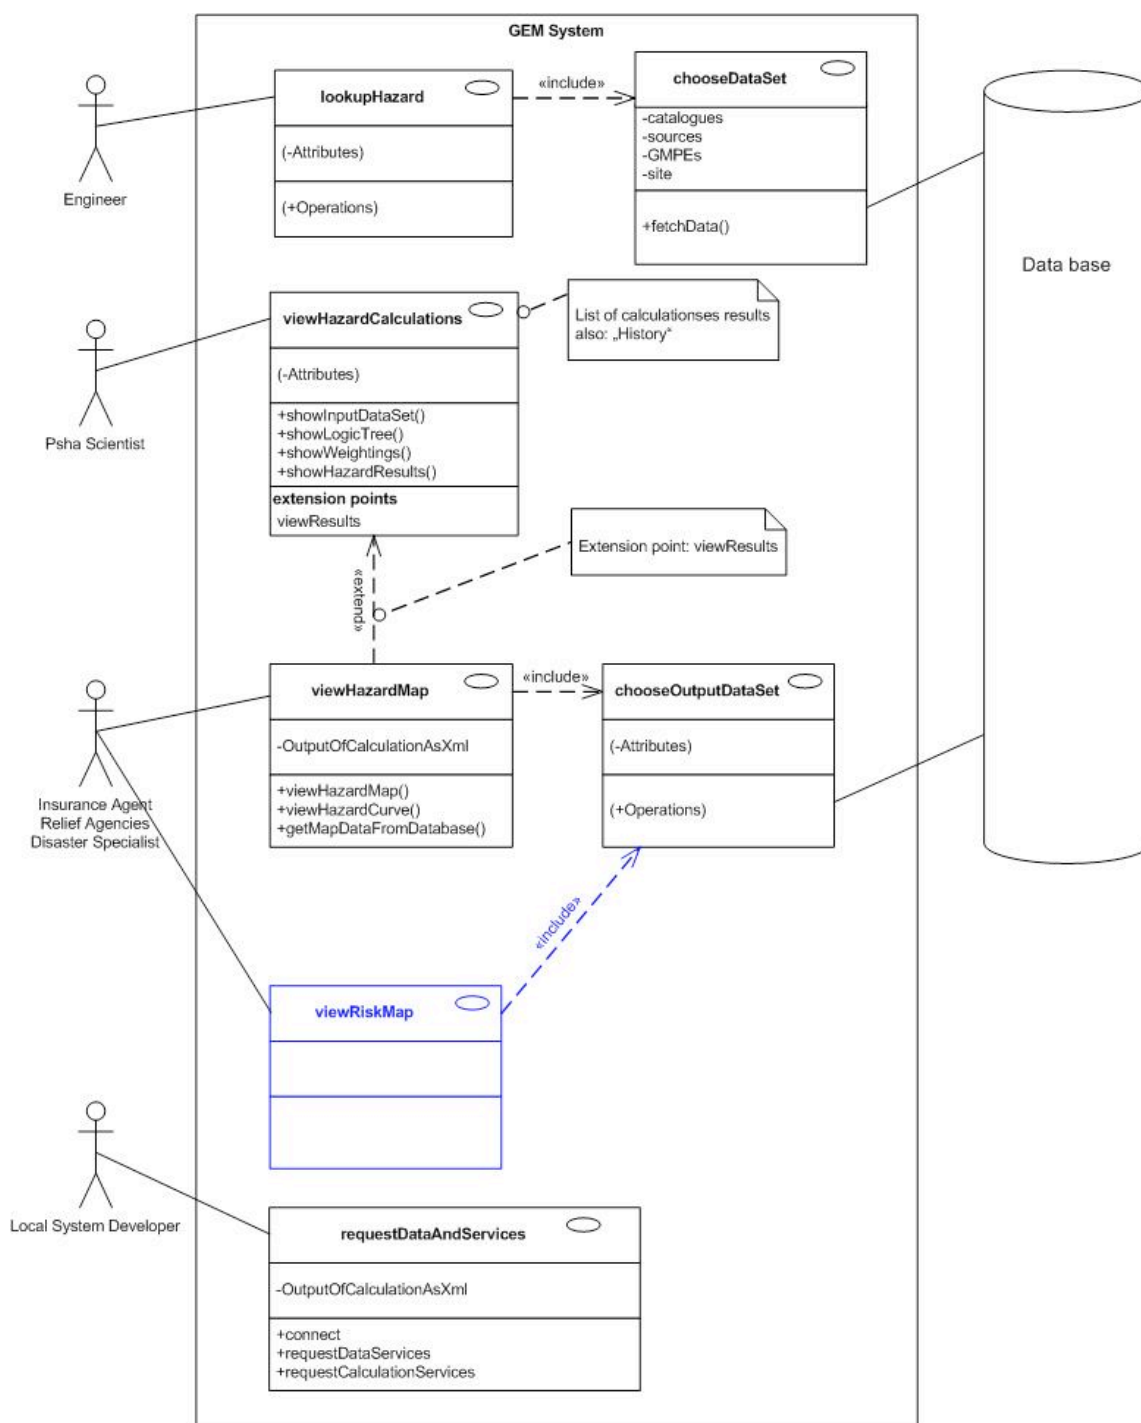 GEM System
Engineer
lookupHazard
(-Attributes)
(+Operations)
«include»
chooseDataSet
-catalogues
-sources
-GMPEs
-site
+fetchData()
Data base
Psha Scientist
viewHazardCalculations
(-Attributes)
+showInputDataSet()
+showLogicTree()
+showWeightings()
+showHazardResults()
extension points
viewResults
List of calculationses results
also: „History“
«extend»
Extension point: viewResults
Insurance Agent
Relief Agencies
Disaster Specialist
viewHazardMap
-OutputOfCalculationAsXml
+viewHazardMap()
+viewHazardCurve()
+getMapDataFromDatabase()
«include»
chooseOutputDataSet
(-Attributes)
(+Operations)
«include»
viewRiskMap
Local System Developer
requestDataAndServices
-OutputOfCalculationAsXml
+connect
+requestDataServices
+requestCalculationServices